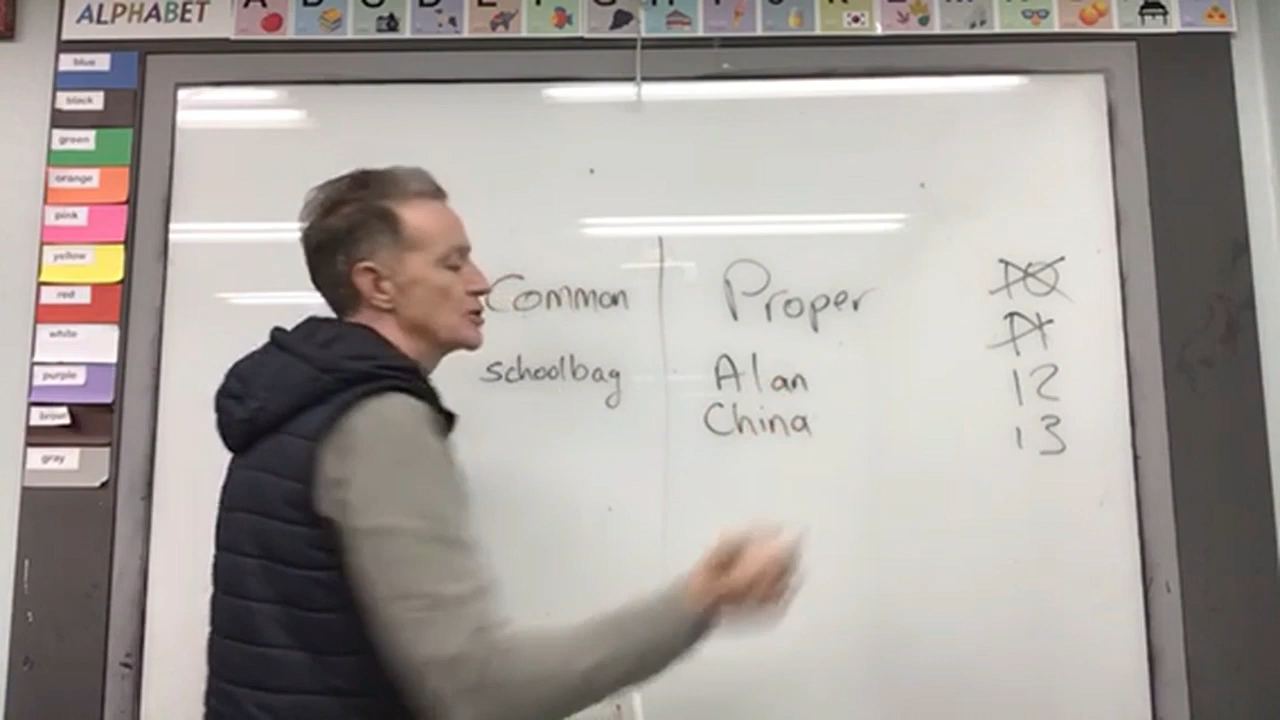 ALPHABET
blue
black
green
orange
pink
yellow
red
white
purple
brown
gray
Common Proper
schoolbag Alan
China
10
11
12
13